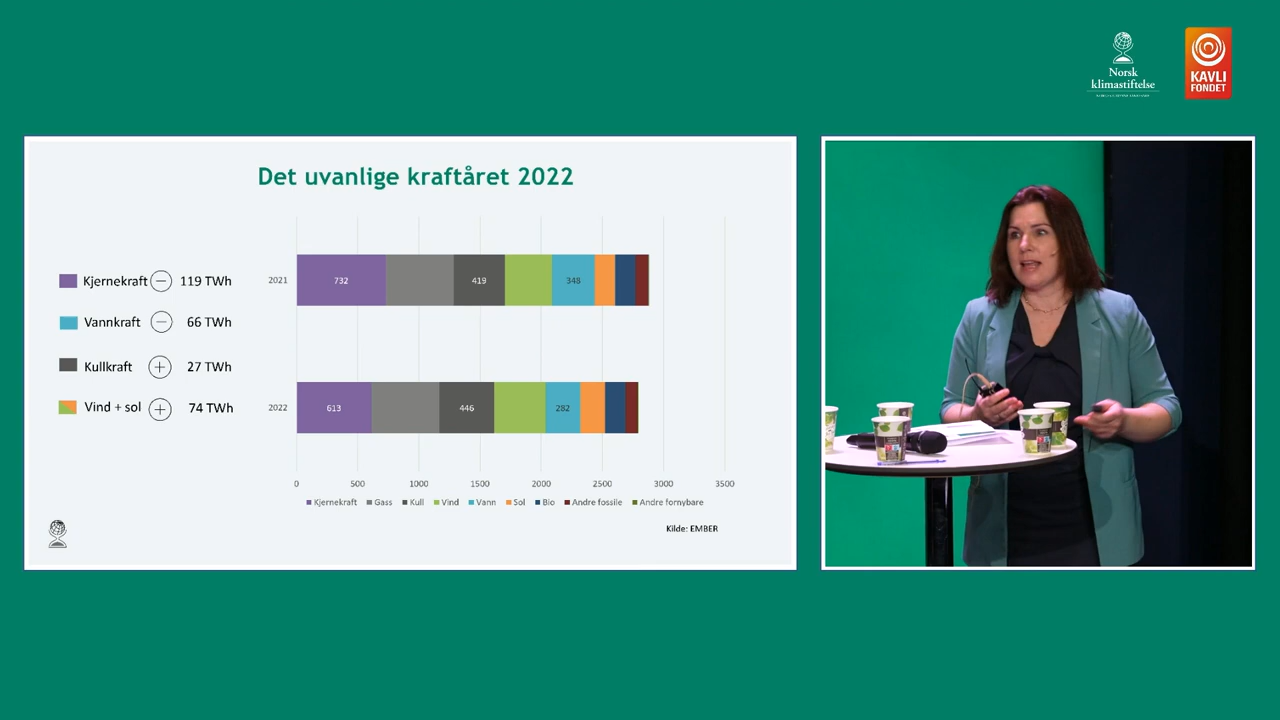 Norsk
klimastiftelse
KAVLI
FONDET
Det uvanlige kraftåret 2022
Kjernekraft − 119 TWh
Vannkraft − 66 TWh
Kullkraft + 27 TWh
Vind + sol + 74 TWh
2021 732 419 348
2022 613 446 282
0 500 1000 1500 2000 2500 3000 3500
Kjernekraft Gass Kull Vind Vann Sol Bio Andre fossile Andre fornybare
Kilde: EMBER